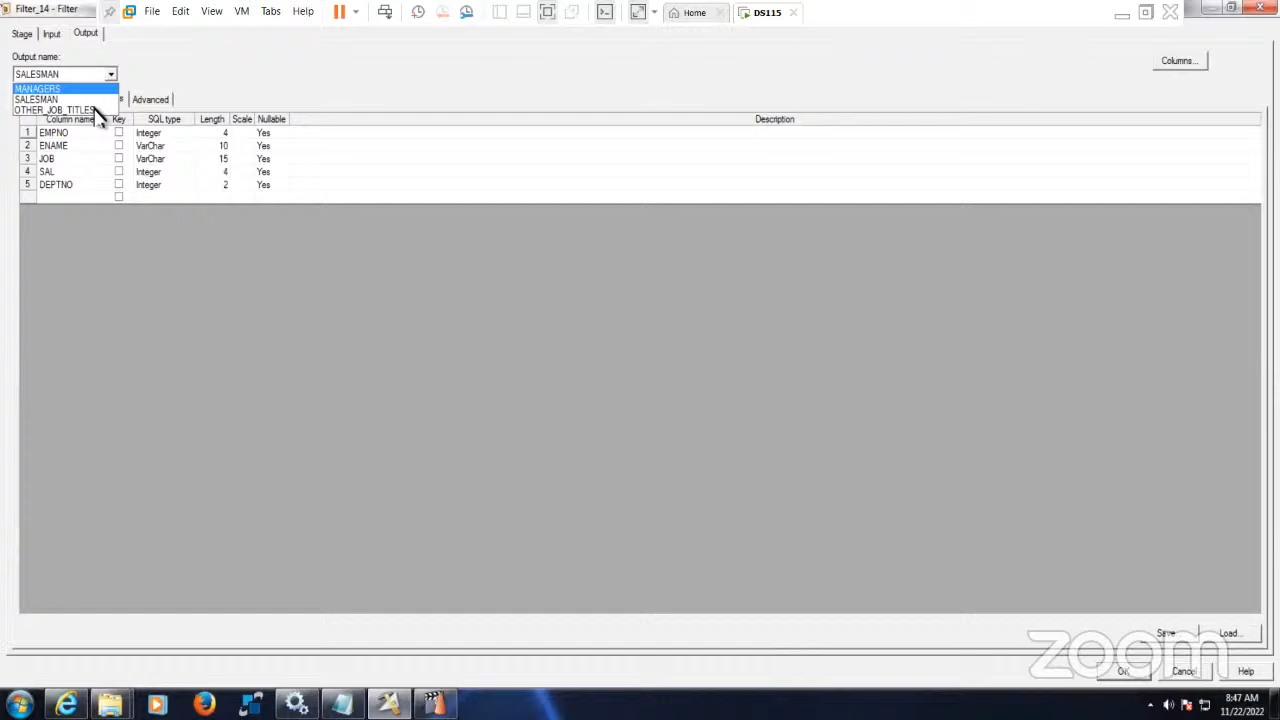 Filter_14 - Filter
File Edit View VM Tabs Help
Home
DS115
Stage Input Output
Output name:
SALESMAN
Columns...
MANAGERS
SALESMAN
OTHER_JOB_TITLES
Advanced
Column name Key SQL type Length Scale Nullable Description
1 EMPNO Integer 4 Yes
2 ENAME VarChar 10 Yes
3 JOB VarChar 15 Yes
4 SAL Integer 4 Yes
5 DEPTNO Integer 2 Yes
Save... Load...
zoom
OK Cancel Help
8:47 AM
11/22/2022